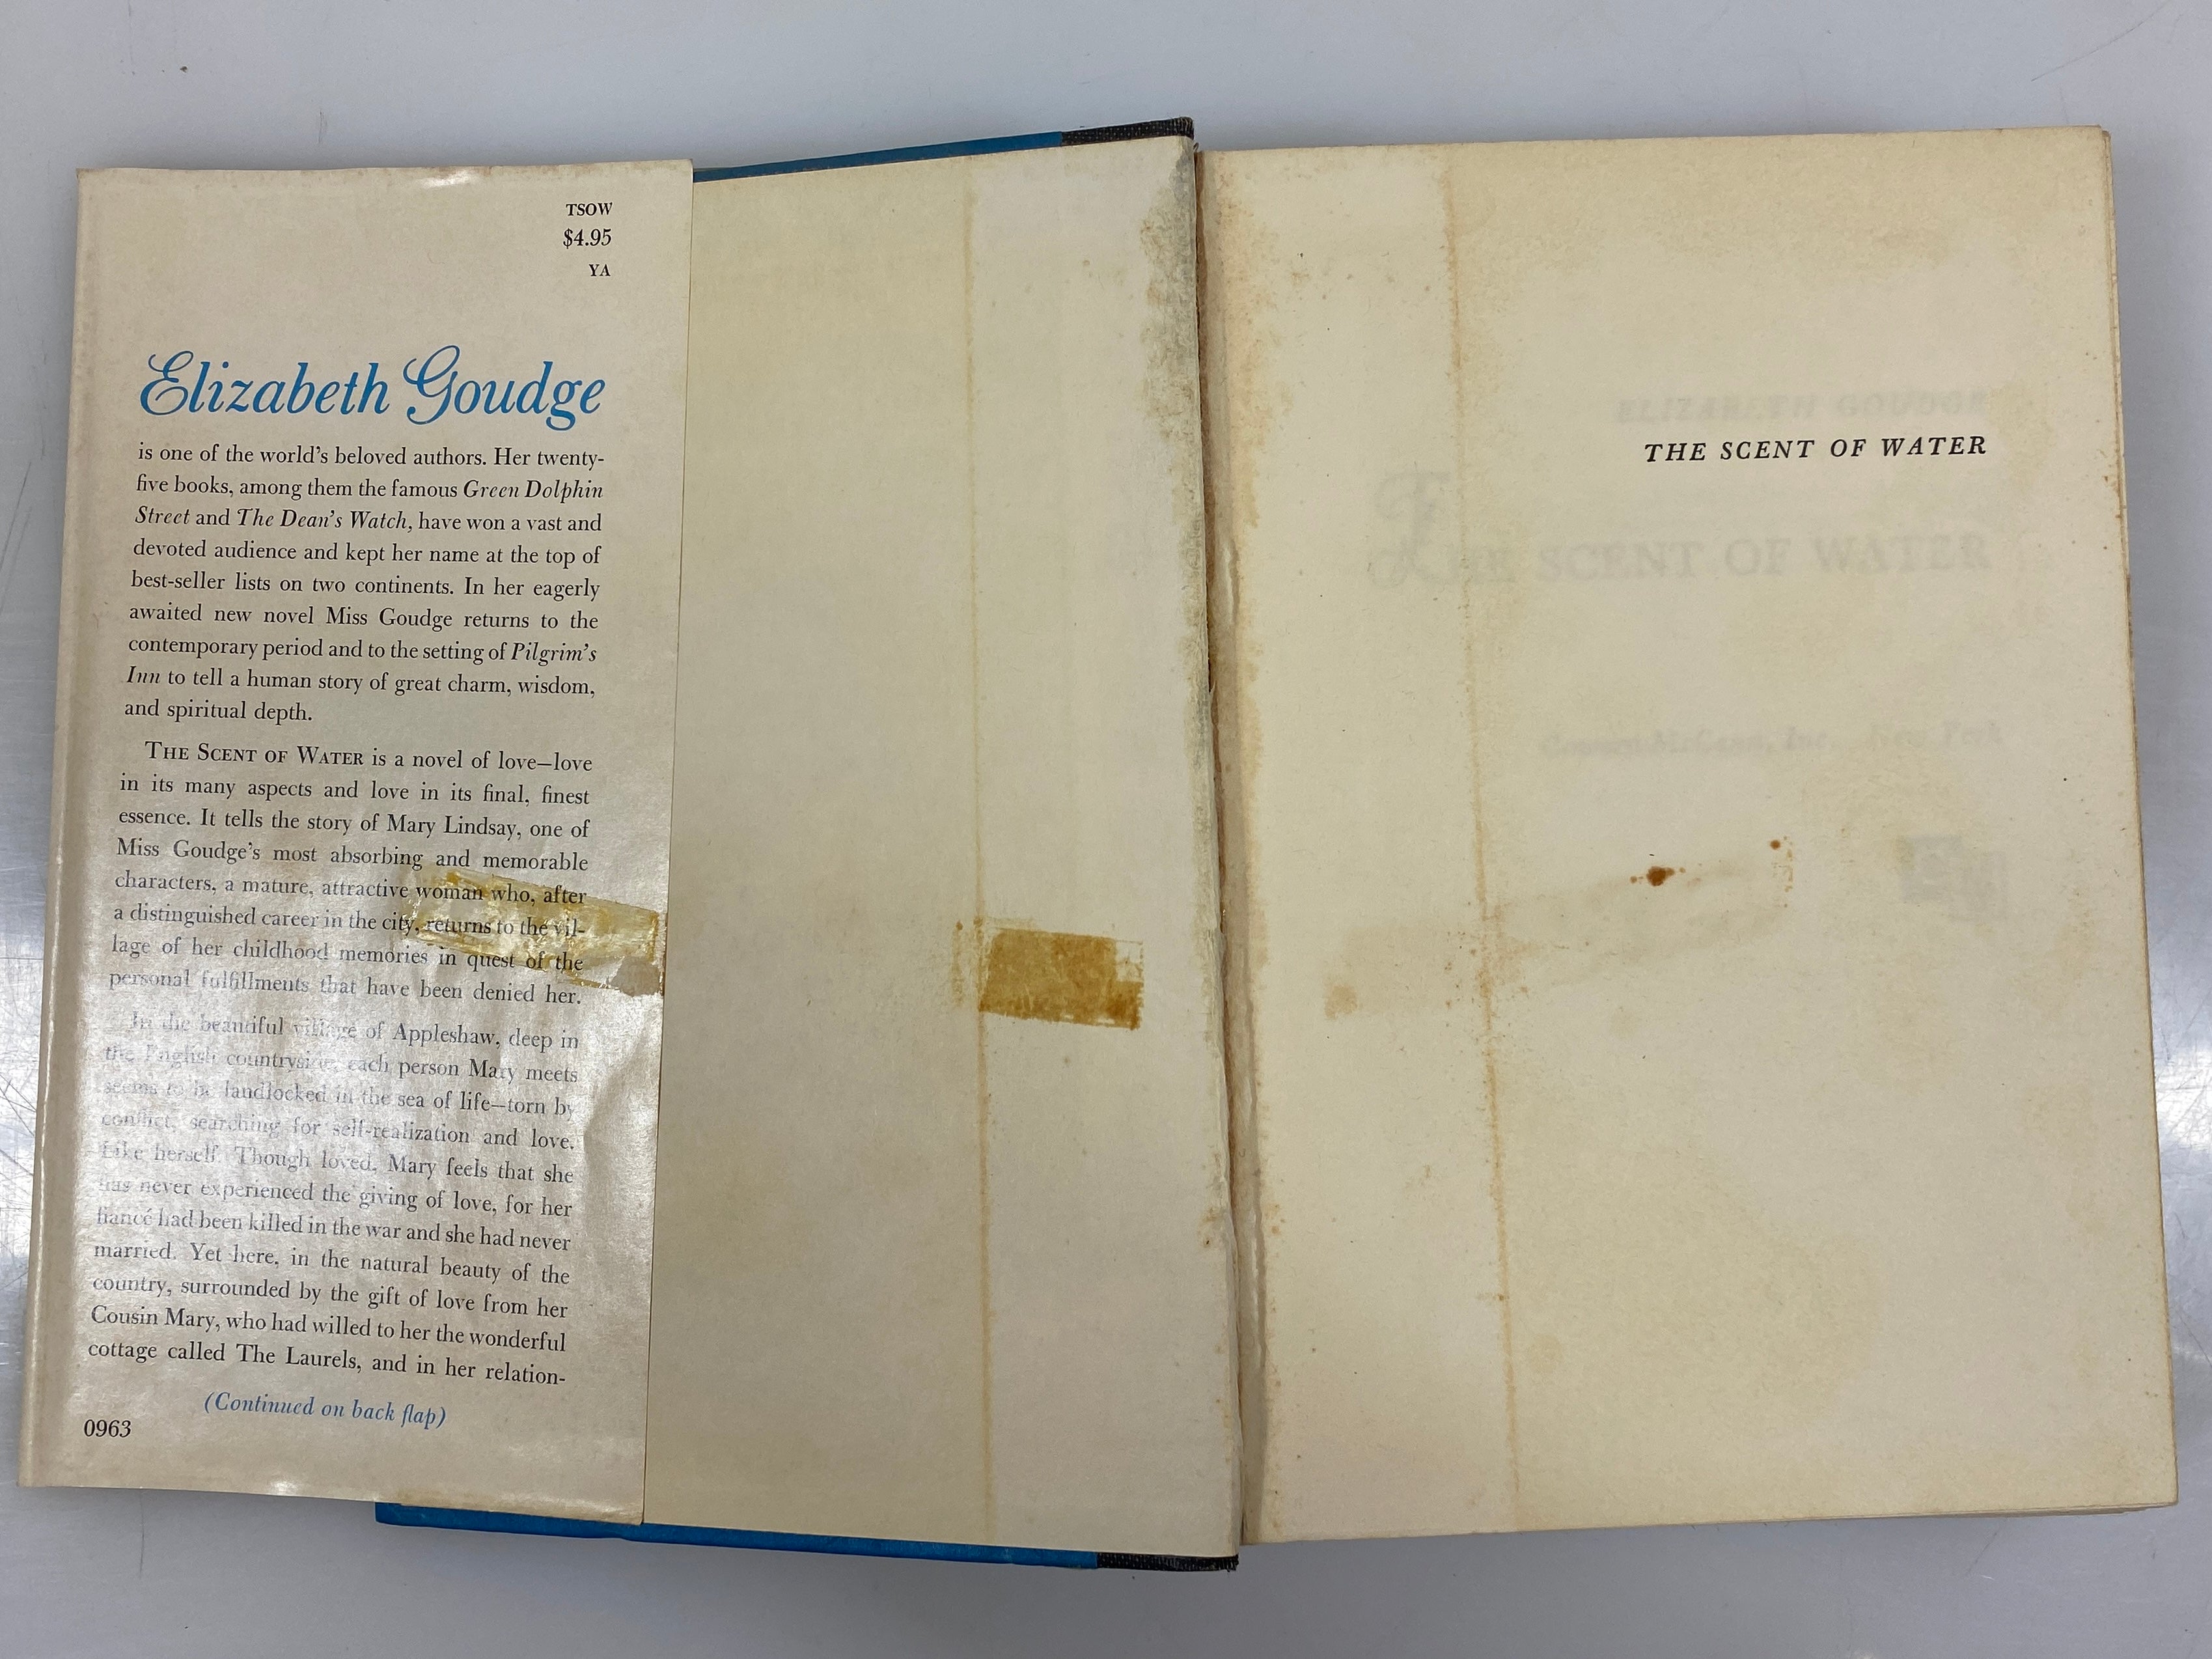 TSOW
$4.95
YA
Elizabeth Goudge
is one of the world's beloved authors. Her twenty-
five books, among them the famous Green Dolphin
Street and The Dean's Watch, have won a vast and
devoted audience and kept her name at the top of
best-seller lists on two continents. In her eagerly
awaited new novel Miss Goudge returns to the
contemporary period and to the setting of Pilgrim's
Inn to tell a human story of great charm, wisdom,
and spiritual depth.
THE SCENT OF WATER is a novel of love—love
in its many aspects and love in its final, finest
essence. It tells the story of Mary Lindsay, one of
Miss Goudge's most absorbing and memorable
characters, a mature, attractive woman who, after
a distinguished career in the city, returns to the vil-
lage of her childhood memories in quest of the
personal fulfillments that have been denied her.
In the beautiful village of Appleshaw, deep in
the English countryside, each person Mary meets
seems to be landlocked in the sea of life—torn by
conflict, searching for self-realization and love.
Like herself. Though loved, Mary feels that she
has never experienced the giving of love, for her
fiancé had been killed in the war and she had never
married. Yet here, in the natural beauty of the
country, surrounded by the gift of love from her
Cousin Mary, who had willed to her the wonderful
cottage called The Laurels, and in her relation-
(Continued on back flap)
0963
ELIZABETH GOUDGE
THE SCENT OF WATER
THE SCENT OF WATER
Coward-McCann, Inc. New York